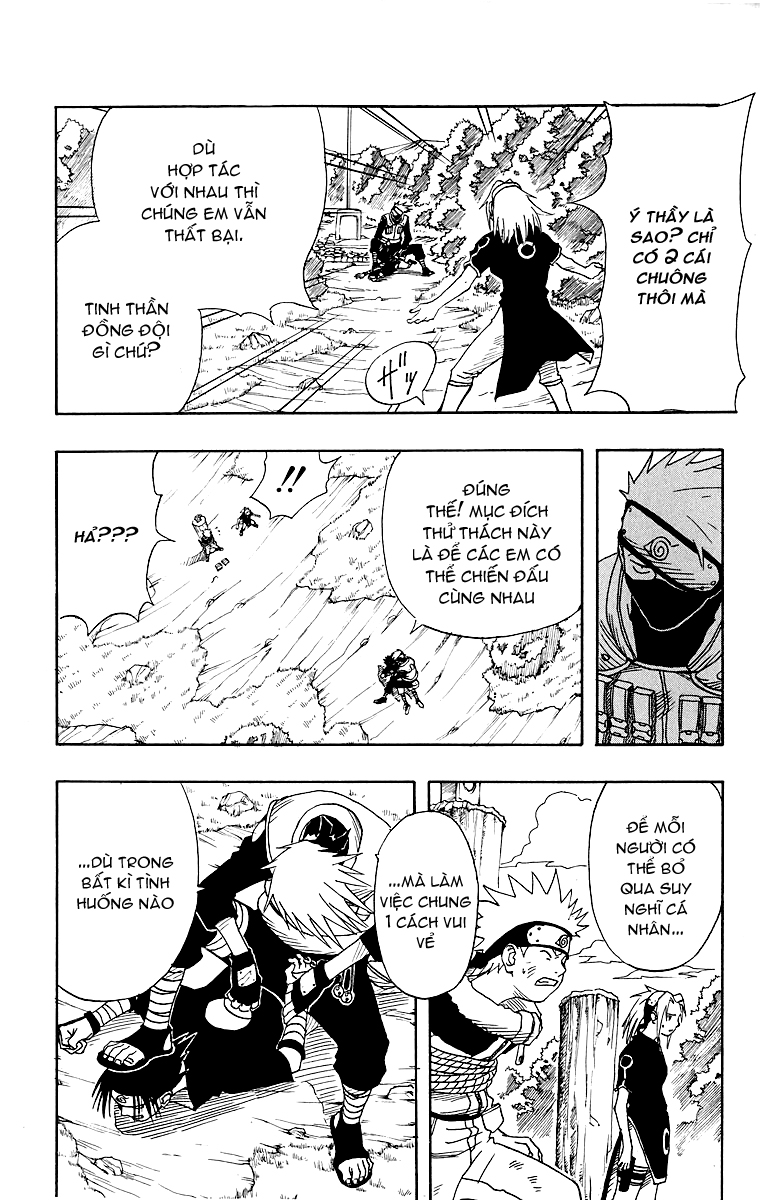 Ý THẦY LÀ
SAO? CHỈ
CÓ 2 CÁI
CHUÔNG
THÔI MÀ
DÙ
HỢP TÁC
VỚI NHAU THÌ
CHÚNG EM VẪN
THẤT BẠI.
TINH THẦN
ĐỒNG ĐỘI
GÌ CHỨ?
ĐÚNG
THẾ! MỤC ĐÍCH
THỬ THÁCH NÀY
LÀ ĐỂ CÁC EM CÓ
THỂ CHIẾN ĐẤU
CÙNG NHAU
!!
HẢ???
ĐỂ MỖI
NGƯỜI CÓ
THỂ BỎ
QUA SUY
NGHĨ CÁ
NHÂN...
...MÀ LÀM
VIỆC CHUNG
1 CÁCH VUI
VẺ
...DÙ TRONG
BẤT KÌ TÌNH
HUỐNG NÀO